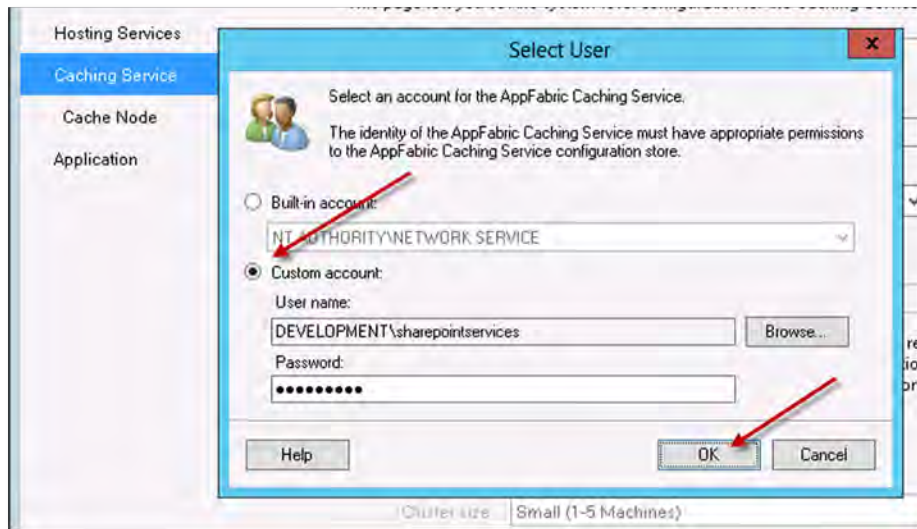 Hosting Services
Caching Service
Cache Node
Application
Select User
x
Select an account for the AppFabric Caching Service.
The identity of the AppFabric Caching Service must have appropriate permissions
to the AppFabric Caching Service configuration store.
Built-in account:
NT AUTHORITY\NETWORK SERVICE
Custom account:
User name:
DEVELOPMENT\sharepointservices
Browse...
Password:
●●●●●●●●●
Help
OK
Cancel
Cluster size
Small (1-5 Machines)